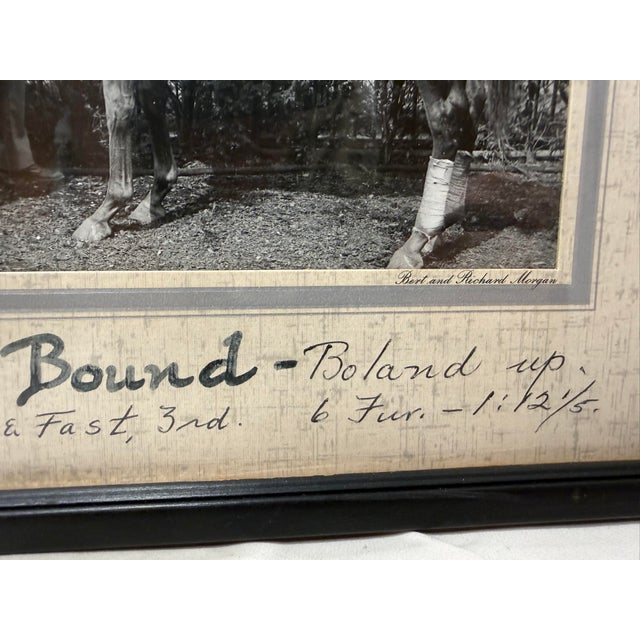 Bert and Richard Morgan
Bound - Boland up.
& Fast, 3rd. 6 Fur. - 1:12 1/5.